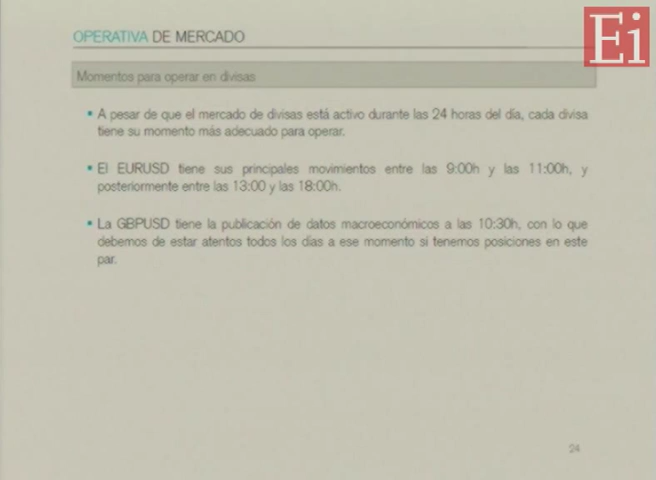 Ei
OPERATIVA DE MERCADO
Momentos para operar en divisas
• A pesar de que el mercado de divisas está activo durante las 24 horas del día, cada divisa
tiene su momento más adecuado para operar.
• El EURUSD tiene sus principales movimientos entre las 9:00h y las 11:00h, y
posteriormente entre las 13:00 y las 18:00h.
• La GBPUSD tiene la publicación de datos macroeconómicos a las 10:30h, con lo que
debemos de estar atentos todos los días a ese momento si tenemos posiciones en este
par.
24